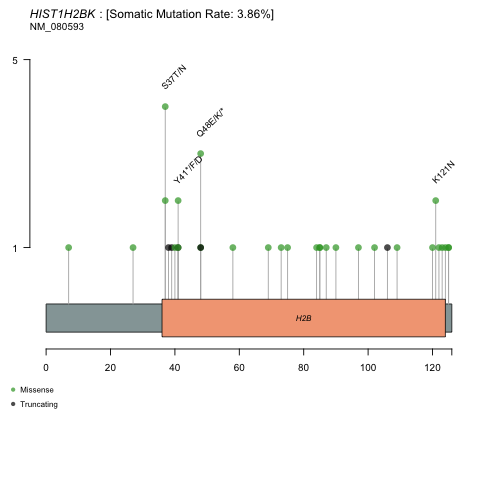 HIST1H2BK : [Somatic Mutation Rate: 3.86%]
NM_080593
5
S37T/N
Q48E/K/*
Y41*/F/D
K121N
1
H2B
0 20 40 60 80 100 120
Missense
Truncating